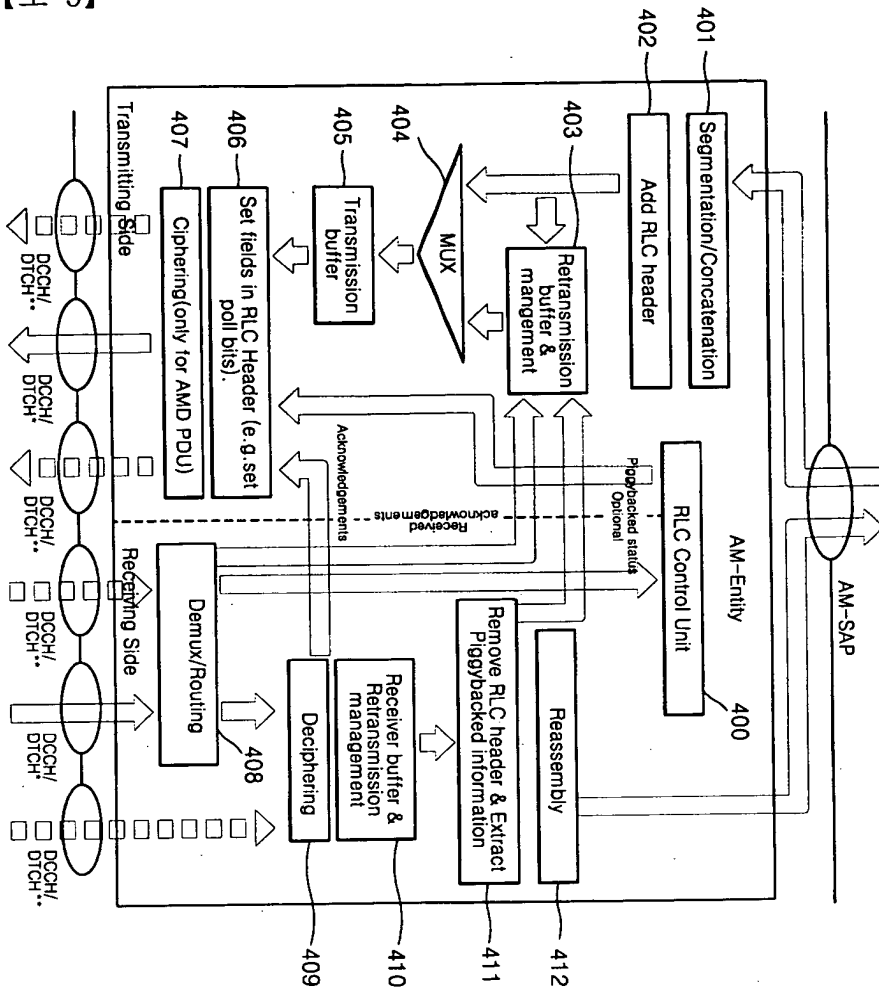 AM-SAP
AM-Entity
401
Segmentation/Concatenation
402
Add RLC header
403
Retransmission
buffer &
mangement
404
MUX
405
Transmission
buffer
406
Set fields in RLC Header (e.g.set
poll bits).
407
Ciphering(only for AMD PDU)
Transmitting Side
RLC Control Unit
400
Piggybacked status
Optional
Received
acknowledgements
Acknowledgements
Reassembly
412
Remove RLC header & Extract
Piggybacked information
411
Receiver buffer &
Retransmission
management
410
Deciphering
409
Demux/Routing
408
Receiving Side
DCCH/
DTCH**
DCCH/
DTCH*
DCCH/
DTCH**
DCCH/
DTCH**
DCCH/
DTCH*
DCCH/
DTCH**